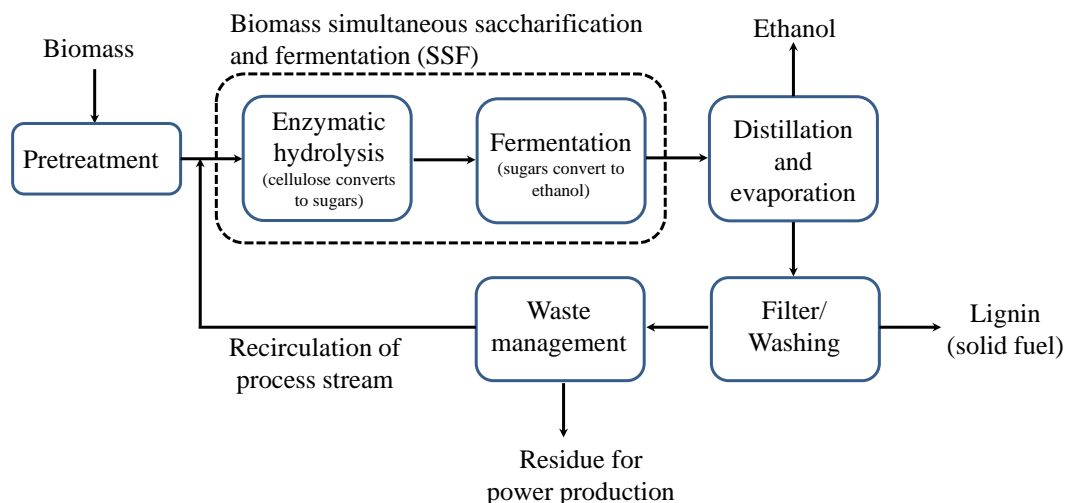 Biomass simultaneous saccharification
and fermentation (SSF)
Biomass
Ethanol
Pretreatment
Enzymatic
hydrolysis
(cellulose converts
to sugars)
Fermentation
(sugars convert to
ethanol)
Distillation
and
evaporation
Waste
management
Filter/
Washing
Lignin
(solid fuel)
Recirculation of
process stream
Residue for
power production